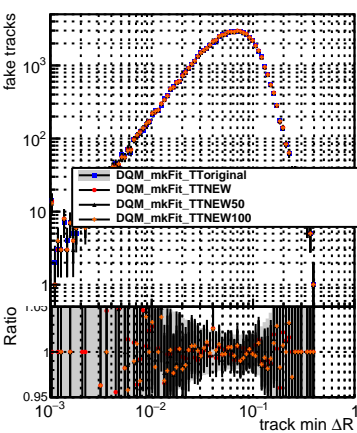 fake tracks
10³
10²
10
1
DQM_mkFit_TToriginal
DQM_mkFit_TTNEW
DQM_mkFit_TTNEW50
DQM_mkFit_TTNEW100
Ratio
1.05
1
0.95
10⁻³ 10⁻² 10⁻¹ 1
track min ΔR